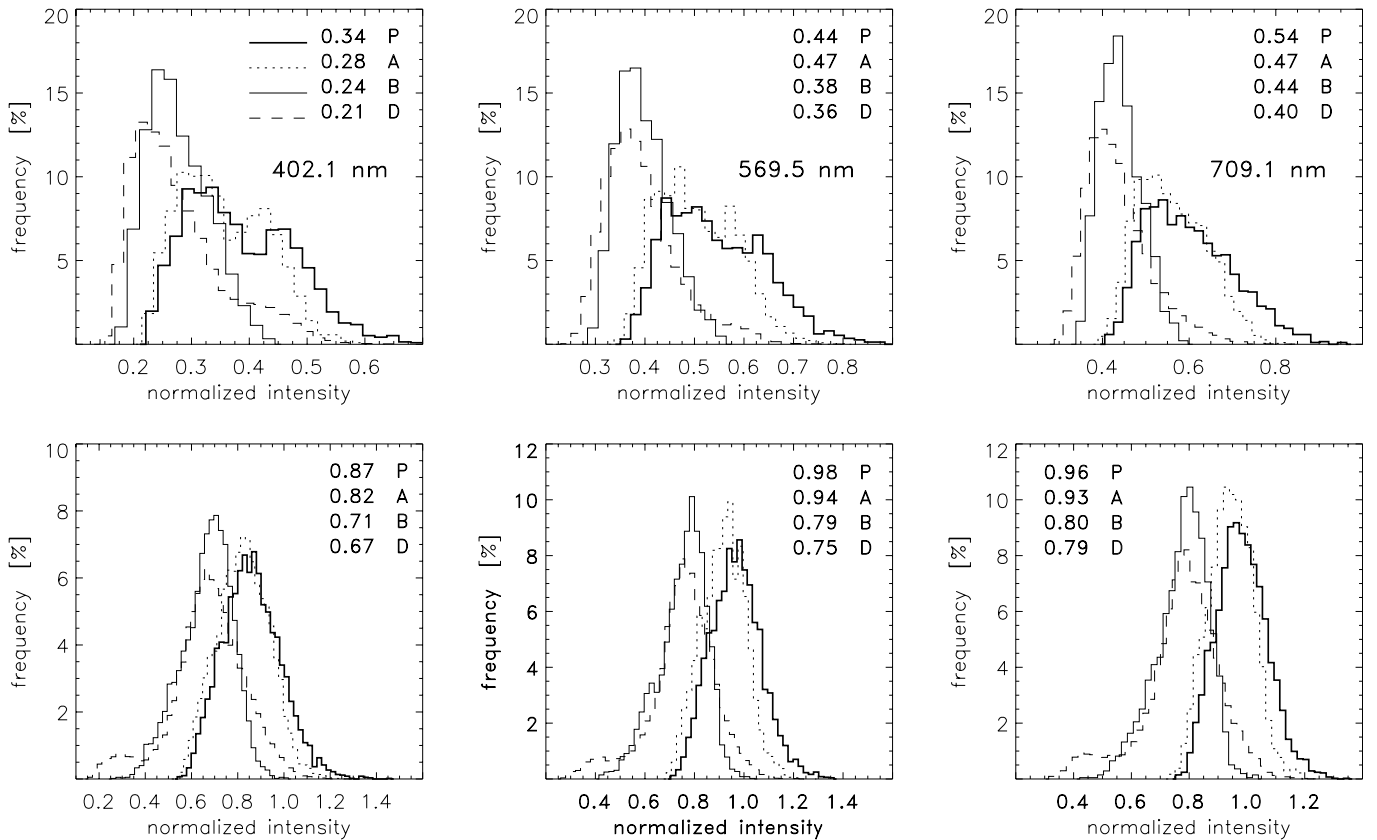 20
15
10
5
frequency [%]
0.34 P
0.28 A
0.24 B
0.21 D
402.1 nm
0.2 0.3 0.4 0.5 0.6
normalized intensity
20
15
10
5
frequency [%]
0.44 P
0.47 A
0.38 B
0.36 D
569.5 nm
0.3 0.4 0.5 0.6 0.7 0.8
normalized intensity
20
15
10
5
frequency [%]
0.54 P
0.47 A
0.44 B
0.40 D
709.1 nm
0.4 0.6 0.8
normalized intensity
10
8
6
4
2
frequency [%]
0.87 P
0.82 A
0.71 B
0.67 D
0.2 0.4 0.6 0.8 1.0 1.2 1.4
normalized intensity
12
10
8
6
4
2
frequency [%]
0.98 P
0.94 A
0.79 B
0.75 D
0.4 0.6 0.8 1.0 1.2 1.4
normalized intensity
12
10
8
6
4
2
frequency [%]
0.96 P
0.93 A
0.80 B
0.79 D
0.4 0.6 0.8 1.0 1.2
normalized intensity